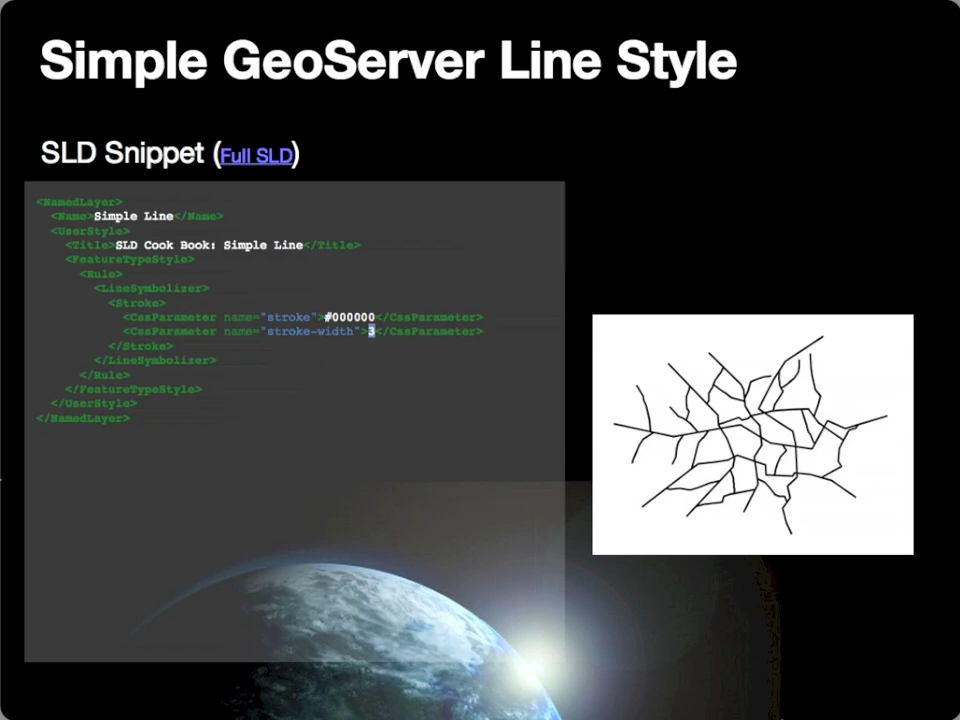 Simple GeoServer Line Style
SLD Snippet (Full SLD)
<NamedLayer>
<Name>Simple Line</Name>
<UserStyle>
<Title>SLD Cook Book: Simple Line</Title>
<FeatureTypeStyle>
<Rule>
<LineSymbolizer>
<Stroke>
<CssParameter name="stroke">#000000</CssParameter>
<CssParameter name="stroke-width">3</CssParameter>
</Stroke>
</LineSymbolizer>
</Rule>
</FeatureTypeStyle>
</UserStyle>
</NamedLayer>